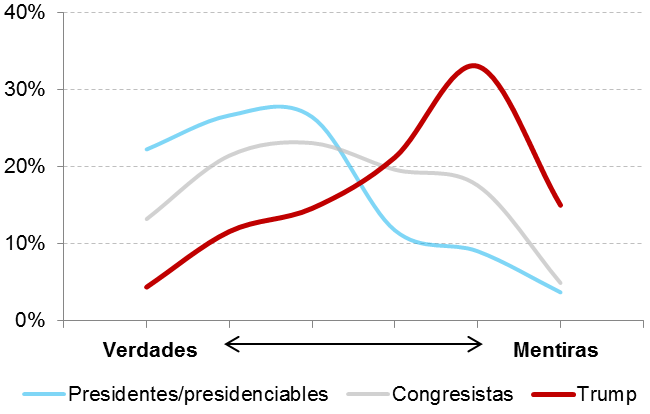 40%
30%
20%
10%
0%
Verdades Mentiras
Presidentes/presidenciables Congresistas Trump